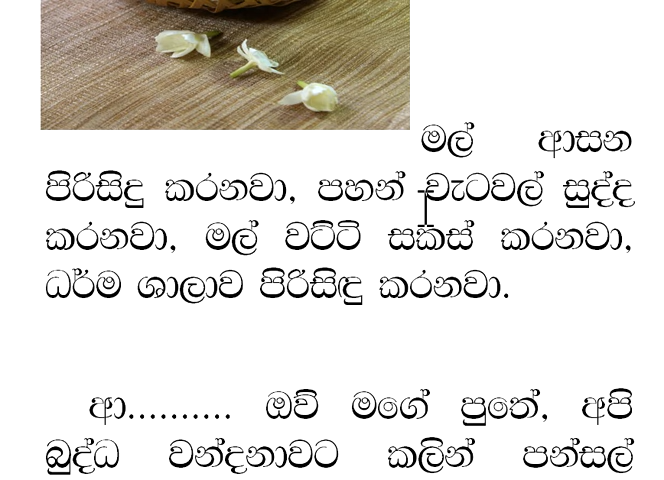 මල් ආසන
පිරිසිදු කරනවා, පහන් වැටවල් සුද්ද
කරනවා, මල් වට්ටි සකස් කරනවා,
ධර්ම ශාලාව පිරිසිඳු කරනවා.
ආ.......... ඔව් මගේ පුතේ, අපි
බුද්ධ වන්දනාවට කලින් පන්සල්